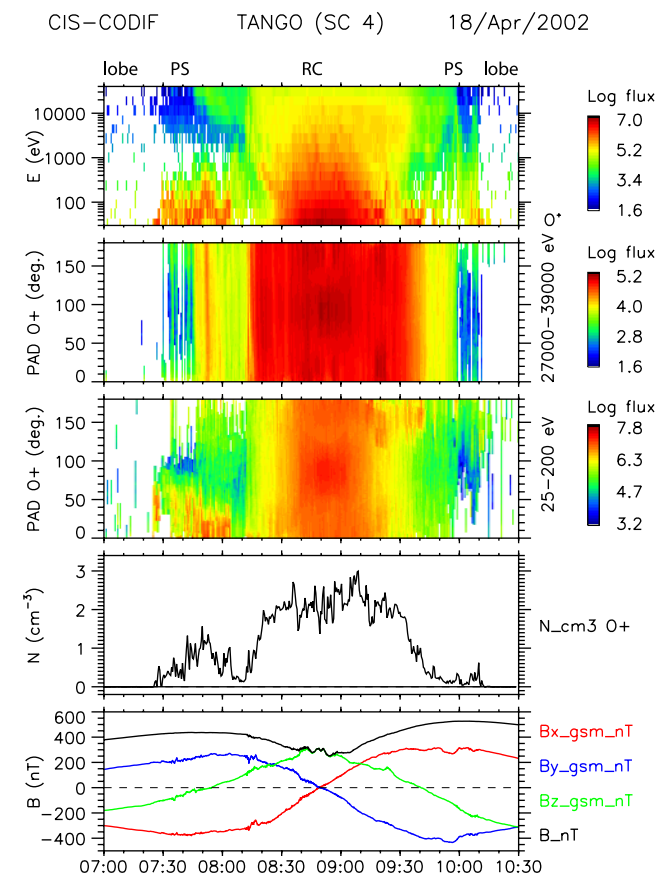 CIS-CODIF TANGO (SC 4) 18/Apr/2002
lobe PS RC PS lobe
E (eV)
10000
1000
100
O+
Log flux
7.0
5.2
3.4
1.6
PAD O+ (deg.)
150
100
50
0
27000-39000 eV
Log flux
5.2
4.0
2.8
1.6
PAD O+ (deg.)
150
100
50
0
25-200 eV
Log flux
7.8
6.3
4.7
3.2
N (cm-3)
3
2
1
0
N_cm3 O+
B (nT)
600
400
200
0
-200
-400
Bx_gsm_nT
By_gsm_nT
Bz_gsm_nT
B_nT
07:00 07:30 08:00 08:30 09:00 09:30 10:00 10:30